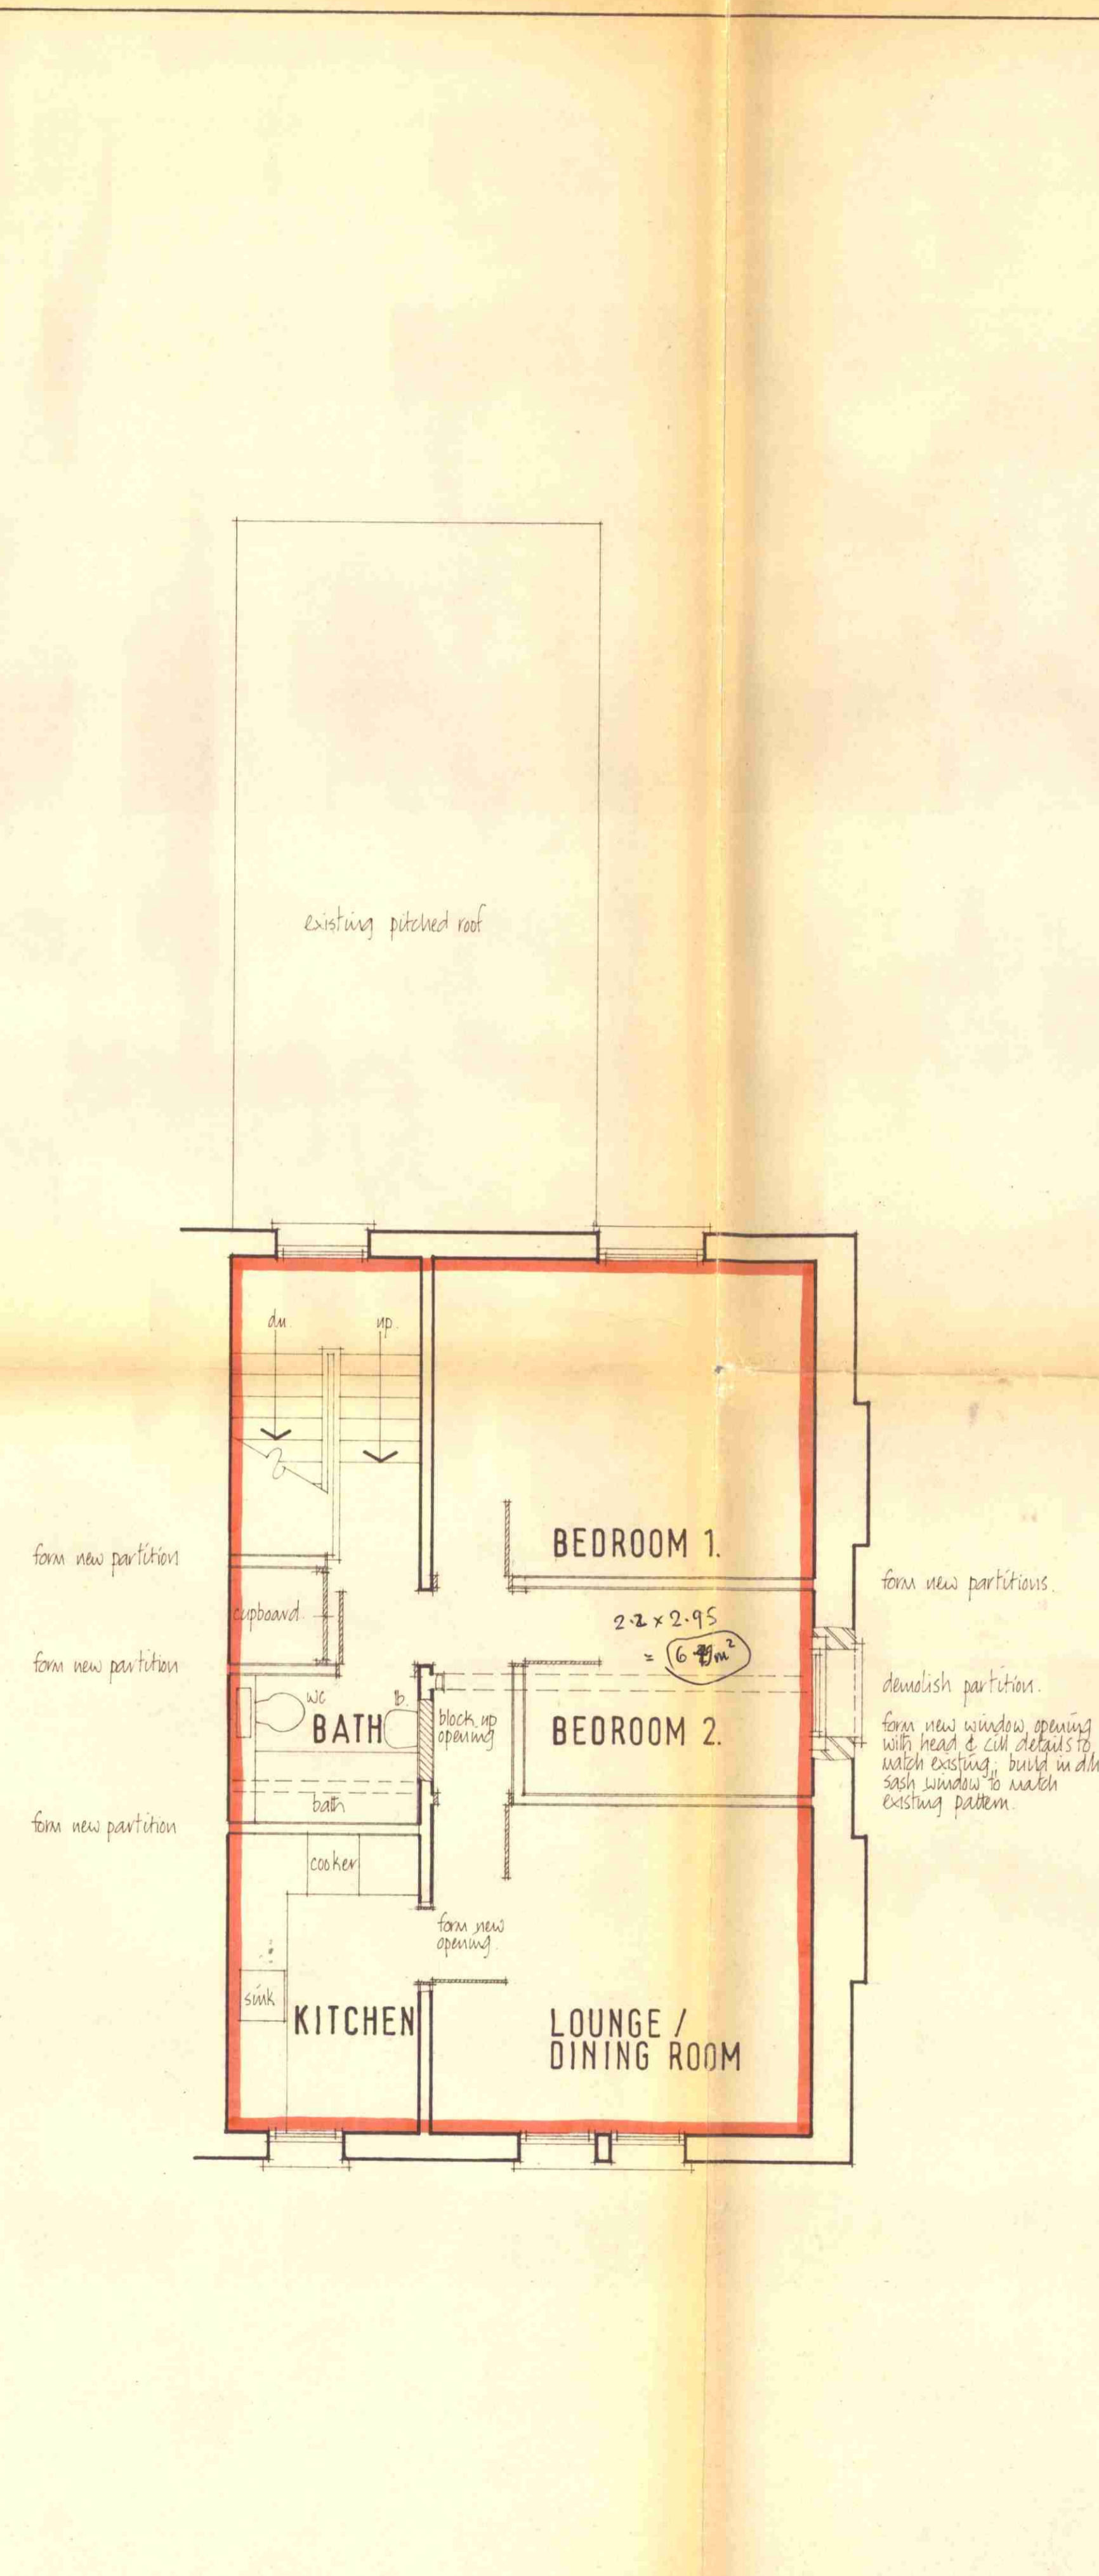 existing pitched roof
dn.
up.
form new partition
BEDROOM 1.
form new partitions.
cupboard
2.2 x 2.95
form new partition
m²
demolish partition.
WC
lb.
BATH
block up
opening
BEDROOM 2.
form new window opening
with head & cill details to
match existing; build in d/h
sash window to match
existing pattern.
bath
form new partition
cooker
form new
opening.
sink
KITCHEN
LOUNGE /
DINING ROOM